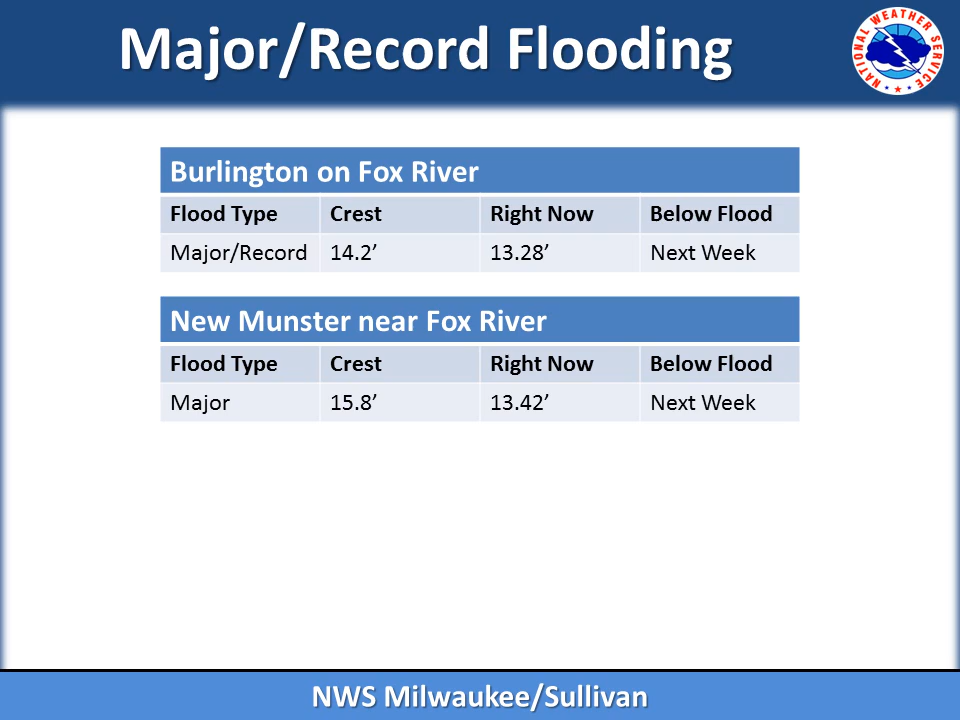 Major/Record Flooding
NATIONAL WEATHER SERVICE
Burlington on Fox River
Flood Type Crest Right Now Below Flood
Major/Record 14.2’ 13.28’ Next Week
New Munster near Fox River
Flood Type Crest Right Now Below Flood
Major 15.8’ 13.42’ Next Week
NWS Milwaukee/Sullivan